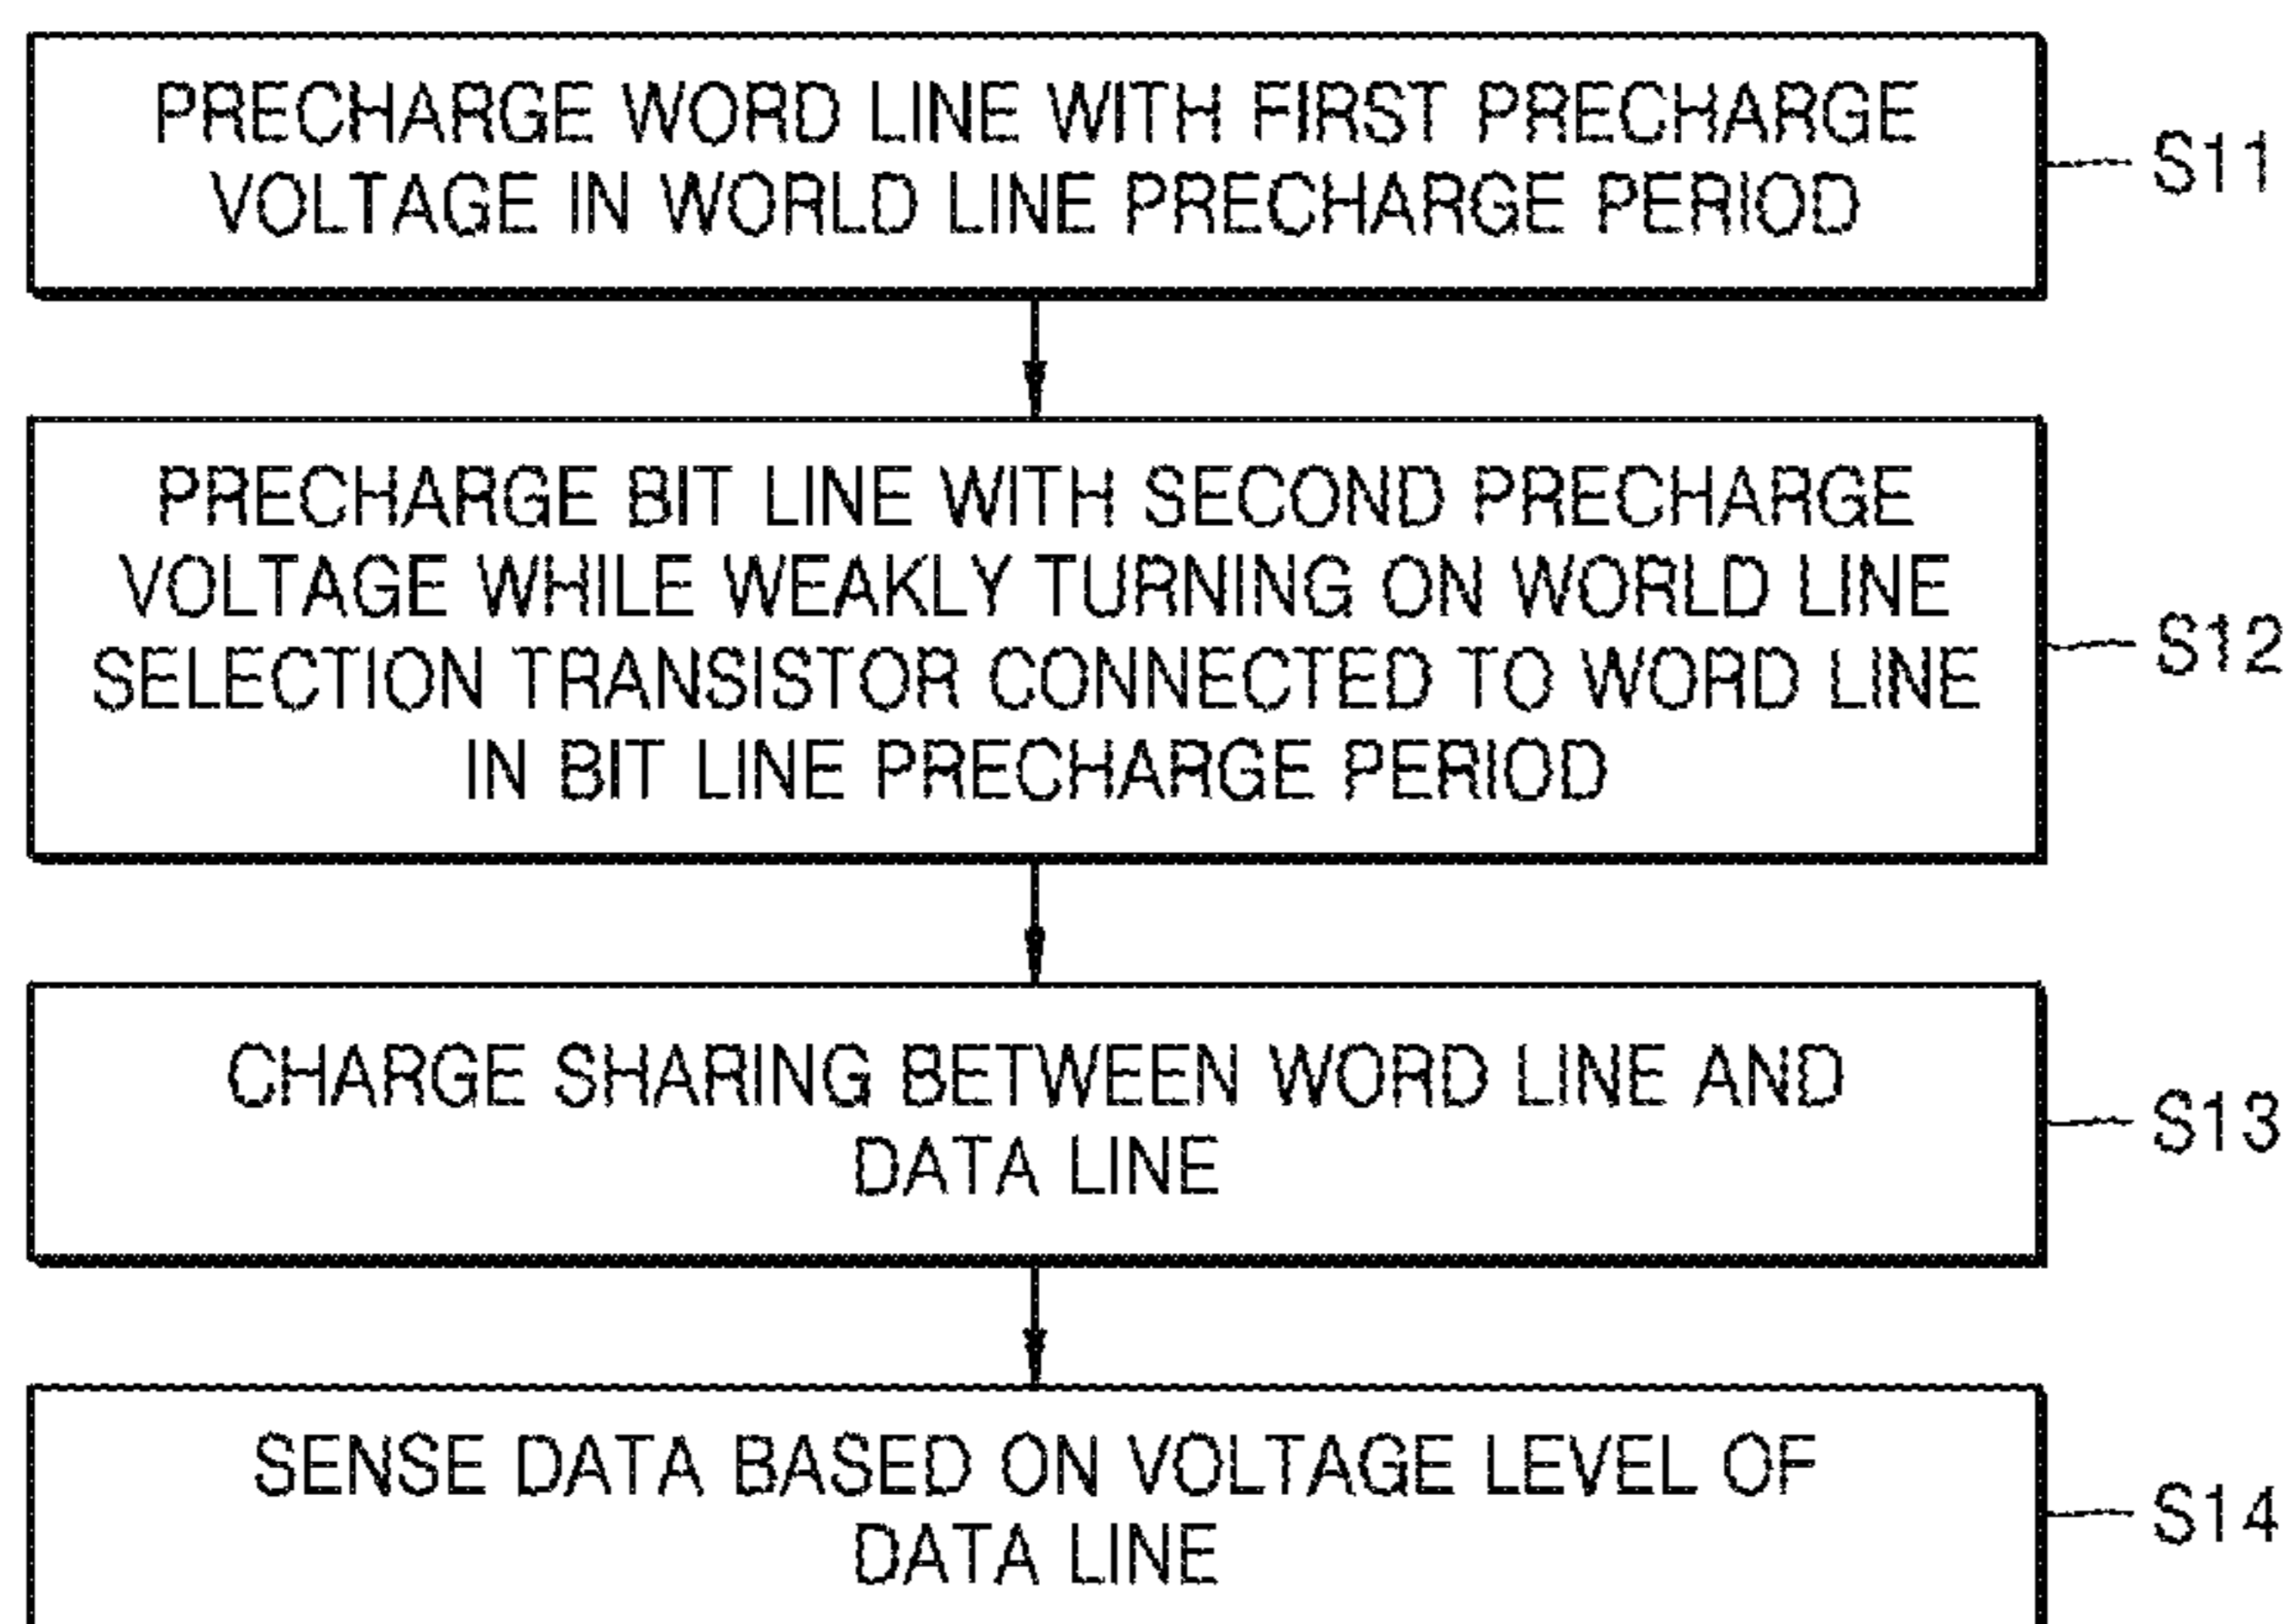 PRECHARGE WORD LINE WITH FIRST PRECHARGE
VOLTAGE IN WORLD LINE PRECHARGE PERIOD
S11
PRECHARGE BIT LINE WITH SECOND PRECHARGE
VOLTAGE WHILE WEAKLY TURNING ON WORLD LINE
SELECTION TRANSISTOR CONNECTED TO WORD LINE
IN BIT LINE PRECHARGE PERIOD
S12
CHARGE SHARING BETWEEN WORD LINE AND
DATA LINE
S13
SENSE DATA BASED ON VOLTAGE LEVEL OF
DATA LINE
S14